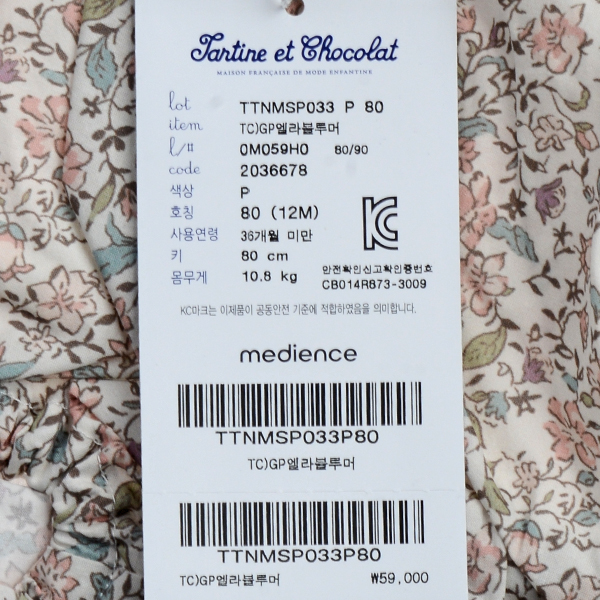 Tartine et Chocolat
MAISON FRANÇAISE DE MODE ENFANTINE
lot TTNMSP033 P 80
item TC)GP엘라블루머
l/# 0M059H0 80/90
code 2036678
색상 P
호칭 80 (12M)
사용연령 36개월 미만
키 80 cm
몸무게 10.8 kg
안전확인신고확인증번호
CB014R873-3009
KC마크는 이제품이 공통안전 기준에 적합하였음을 의미합니다.
medience
TTNMSP033P80
TC)GP엘라블루머
TTNMSP033P80
TC)GP엘라블루머 ₩59,000